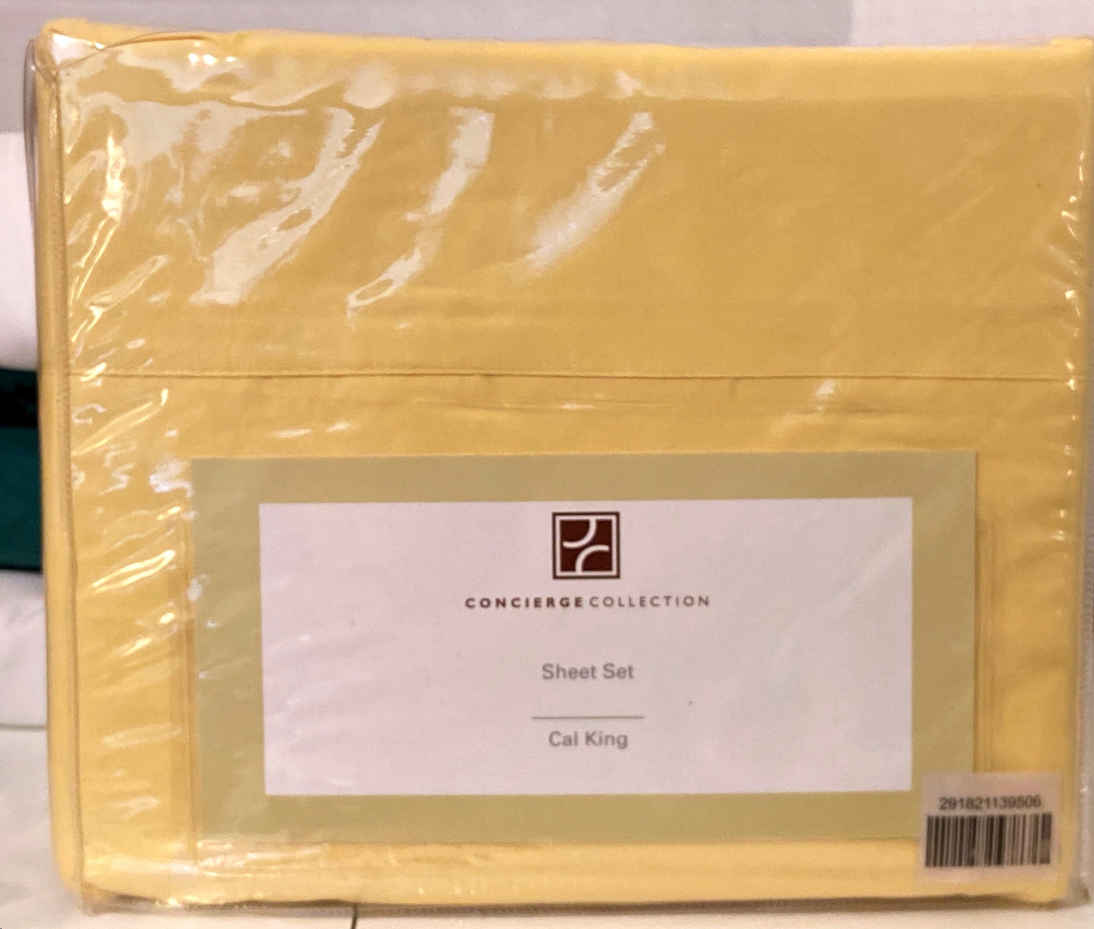 CONCIERGE COLLECTION
Sheet Set
Cal King
291821139506